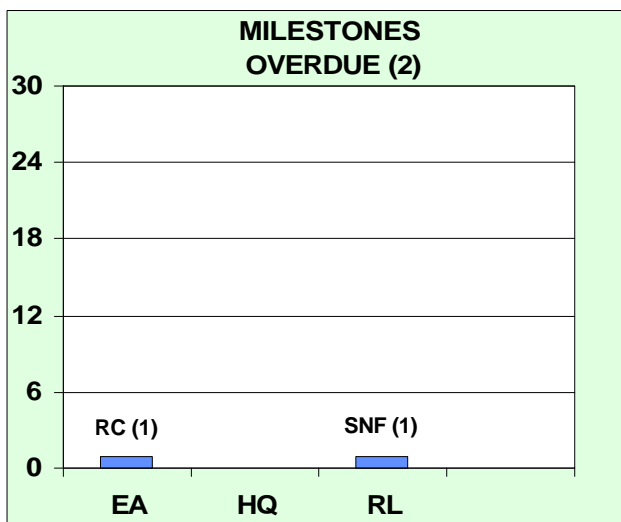 MILESTONES
OVERDUE (2)
30
24
18
12
6
0
RC (1)
SNF (1)
EA
HQ
RL